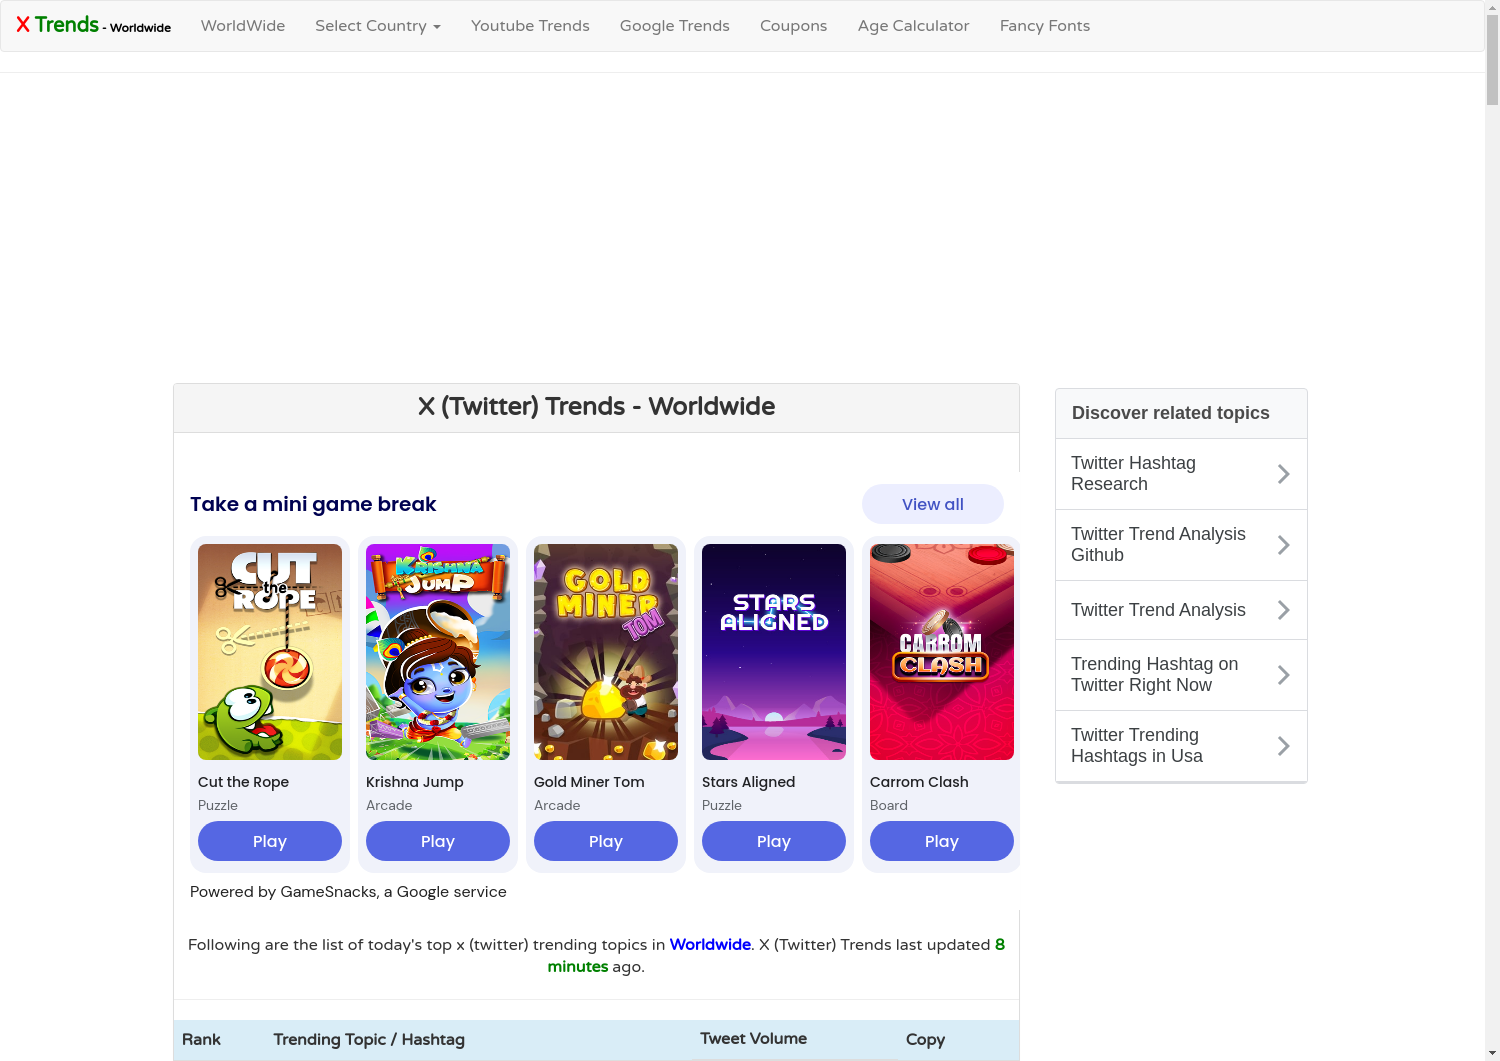 X Trends - Worldwide
WorldWide
Select Country
Youtube Trends
Google Trends
Coupons
Age Calculator
Fancy Fonts
X (Twitter) Trends - Worldwide
Take a mini game break
View all
CUT
the
ROPE
KRISHNA
JUMP
GOLD
MINER
TOM
STARS
ALIGNED
CARROM
CLASH
Cut the Rope
Krishna Jump
Gold Miner Tom
Stars Aligned
Carrom Clash
Puzzle
Arcade
Arcade
Puzzle
Board
Play
Play
Play
Play
Play
Powered by GameSnacks, a Google service
Following are the list of today's top x (twitter) trending topics in Worldwide. X (Twitter) Trends last updated 8
minutes ago.
Rank
Trending Topic / Hashtag
Tweet Volume
Copy
Discover related topics
Twitter Hashtag
Research
Twitter Trend Analysis
Github
Twitter Trend Analysis
Trending Hashtag on
Twitter Right Now
Twitter Trending
Hashtags in Usa